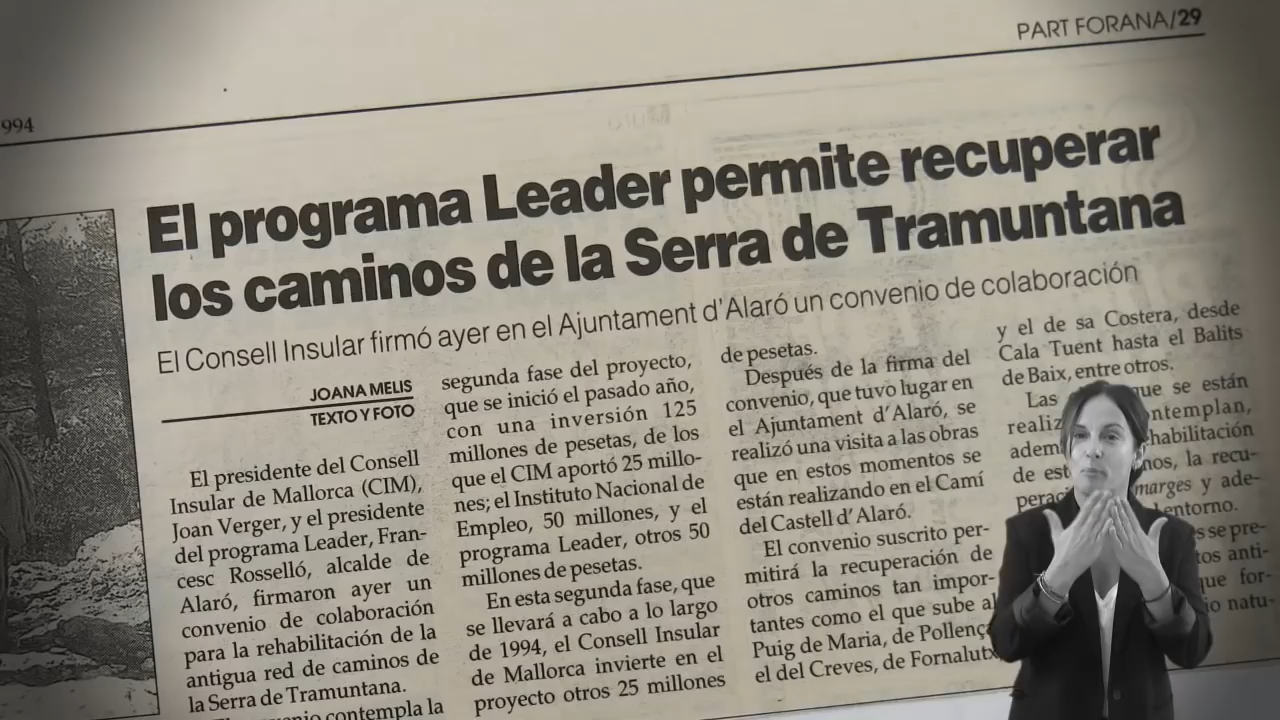 PART FORANA/29
994
El programa Leader permite recuperar
los caminos de la Serra de Tramuntana
El Consell Insular firmó ayer en el Ajuntament d'Alaró un convenio de colaboración
JOANA MELIS
TEXTO Y FOTO
El presidente del Consell
Insular de Mallorca (CIM),
Joan Verger, y el presidente
del programa Leader, Fran-
cesc Rosselló, alcalde de
Alaró, firmaron ayer un
convenio de colaboración
para la rehabilitación de la
antigua red de caminos de
la Serra de Tramuntana.
contempla la
segunda fase del proyecto,
que se inició el pasado año,
con una inversión 125
millones de pesetas, de los
que el CIM aportó 25 millo-
nes; el Instituto Nacional de
Empleo, 50 millones, y el
programa Leader, otros 50
millones de pesetas.
En esta segunda fase, que
se llevará a cabo a lo largo
de 1994, el Consell Insular
de Mallorca invierte en el
proyecto otros 25 millones
de pesetas.
Después de la firma del
convenio, que tuvo lugar en
el Ajuntament d'Alaró, se
realizó una visita a las obras
que en estos momentos se
están realizando en el Camí
del Castell d'Alaró.
El convenio suscrito per-
mitirá la recuperación de
otros caminos tan impor-
tantes como el que sube al
Puig de Maria, de Pollença
el del Creves, de Fornalutx
y el de sa Costera, desde
Cala Tuent hasta el Balits
de Baix, entre otros.
Las que se están
realiz ontemplan,
adem habilitación
de est nos, la recu-
perac marges y ade-
entorno.
se pre-
tos anti-
que for-
natu-